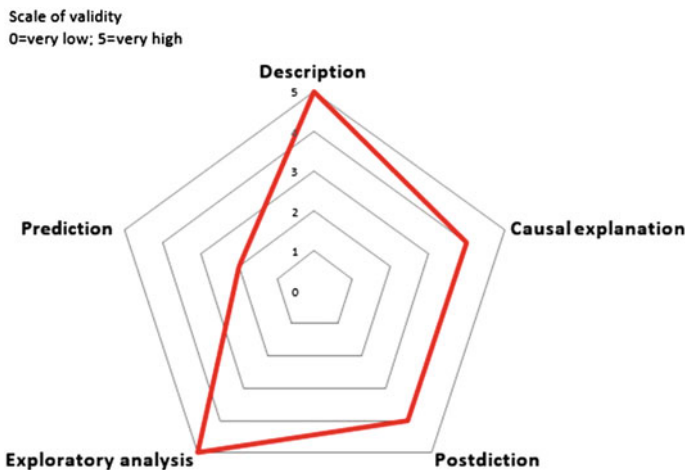 Scale of validity
0=very low; 5=very high
Description
5
4
3
2
1
0
Prediction
Causal explanation
Exploratory analysis
Postdiction